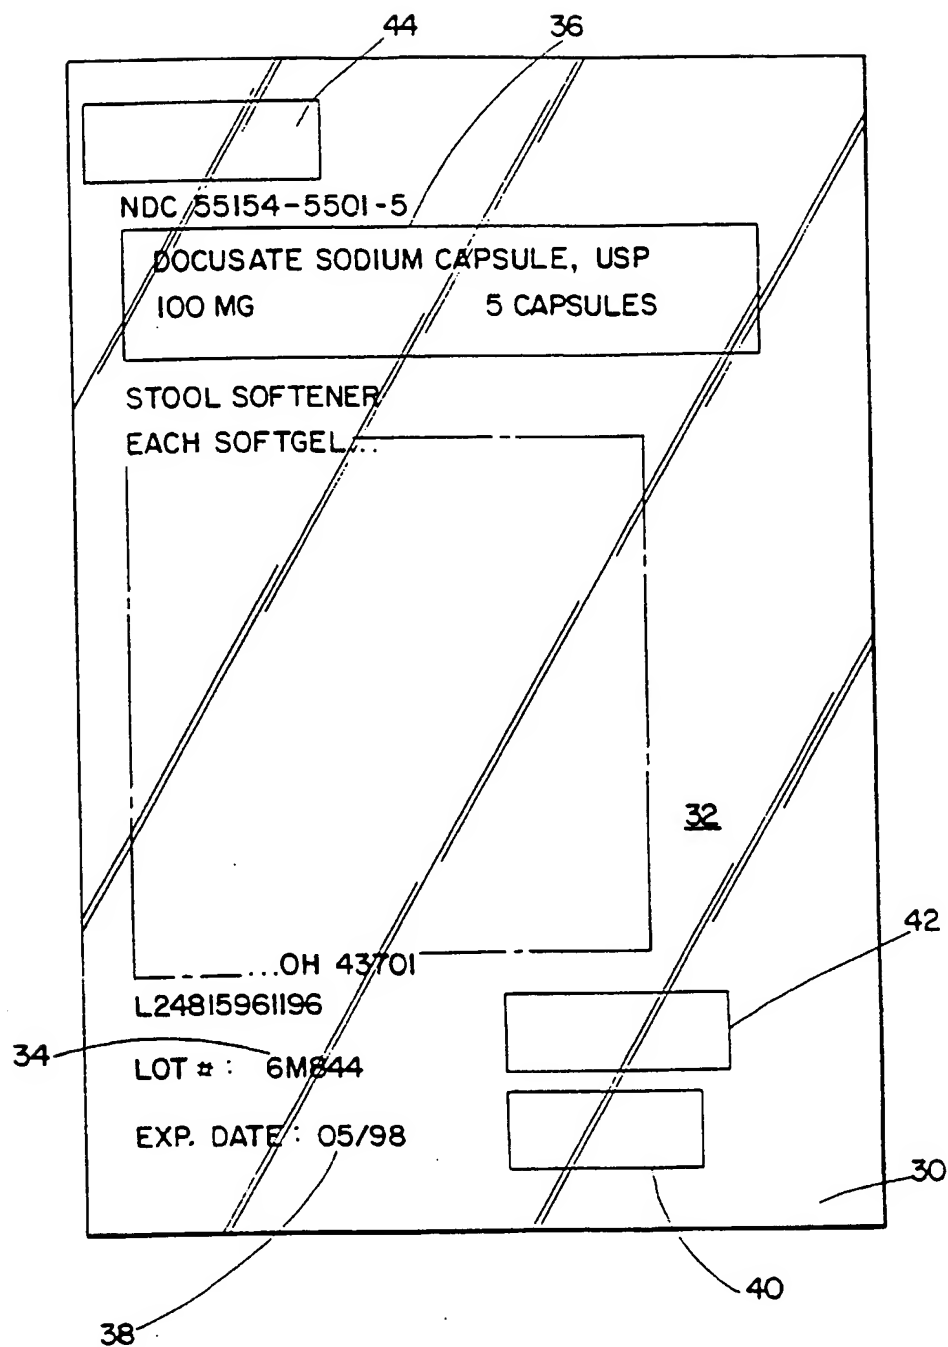 44 36
NDC 55154-5501-5
DOCUSATE SODIUM CAPSULE, USP
100 MG 5 CAPSULES
STOOL SOFTENER
EACH SOFTGEL...
32
42
...OH 43701
L24815961196
34 LOT #: 6M844
EXP. DATE: 05/98
30
40
38